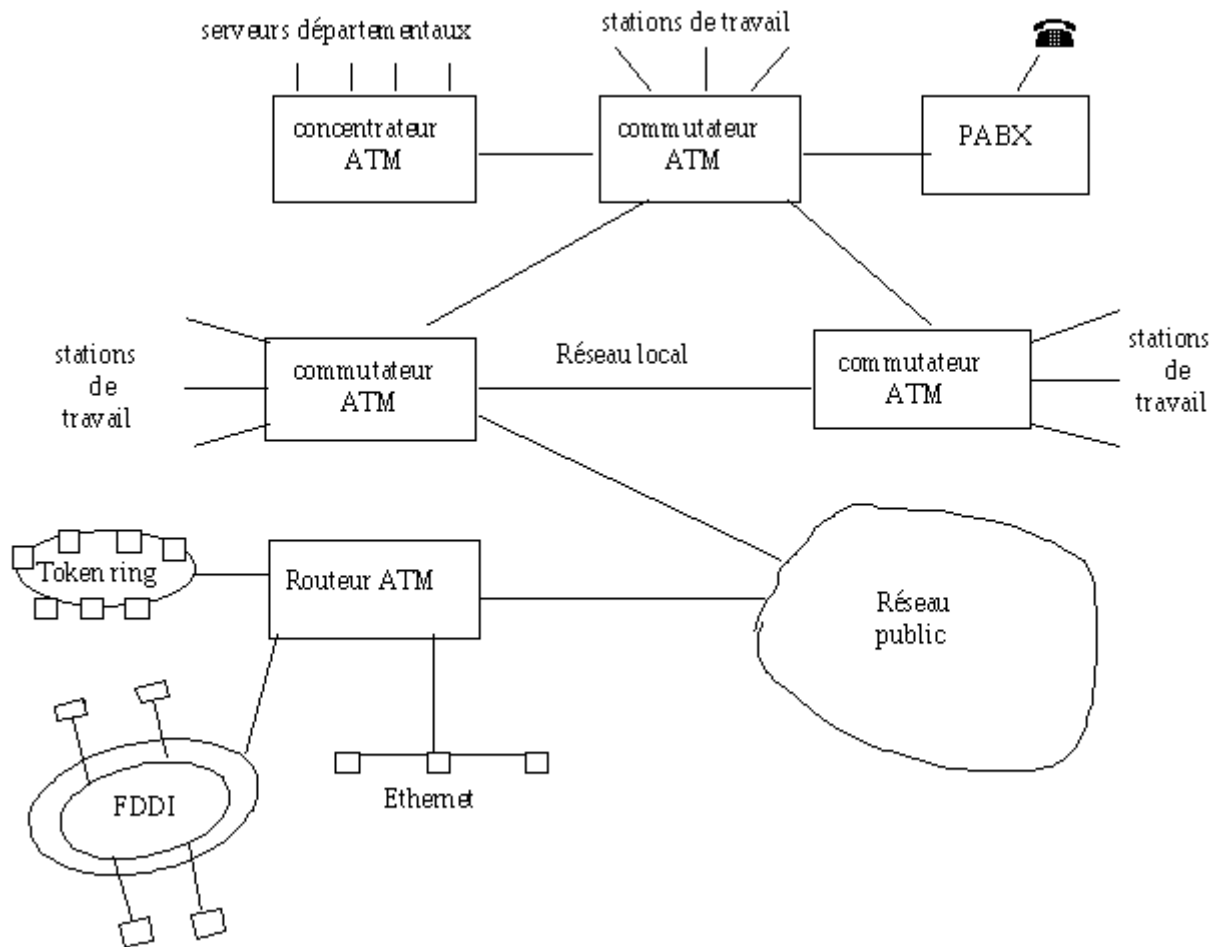 serveurs départementaux
stations de travail
concentrateur
ATM
commutateur
ATM
PABX
stations
de
travail
commutateur
ATM
Réseau local
commutateur
ATM
stations
de
travail
Token ring
Routeur ATM
Réseau
public
FDDI
Ethernet